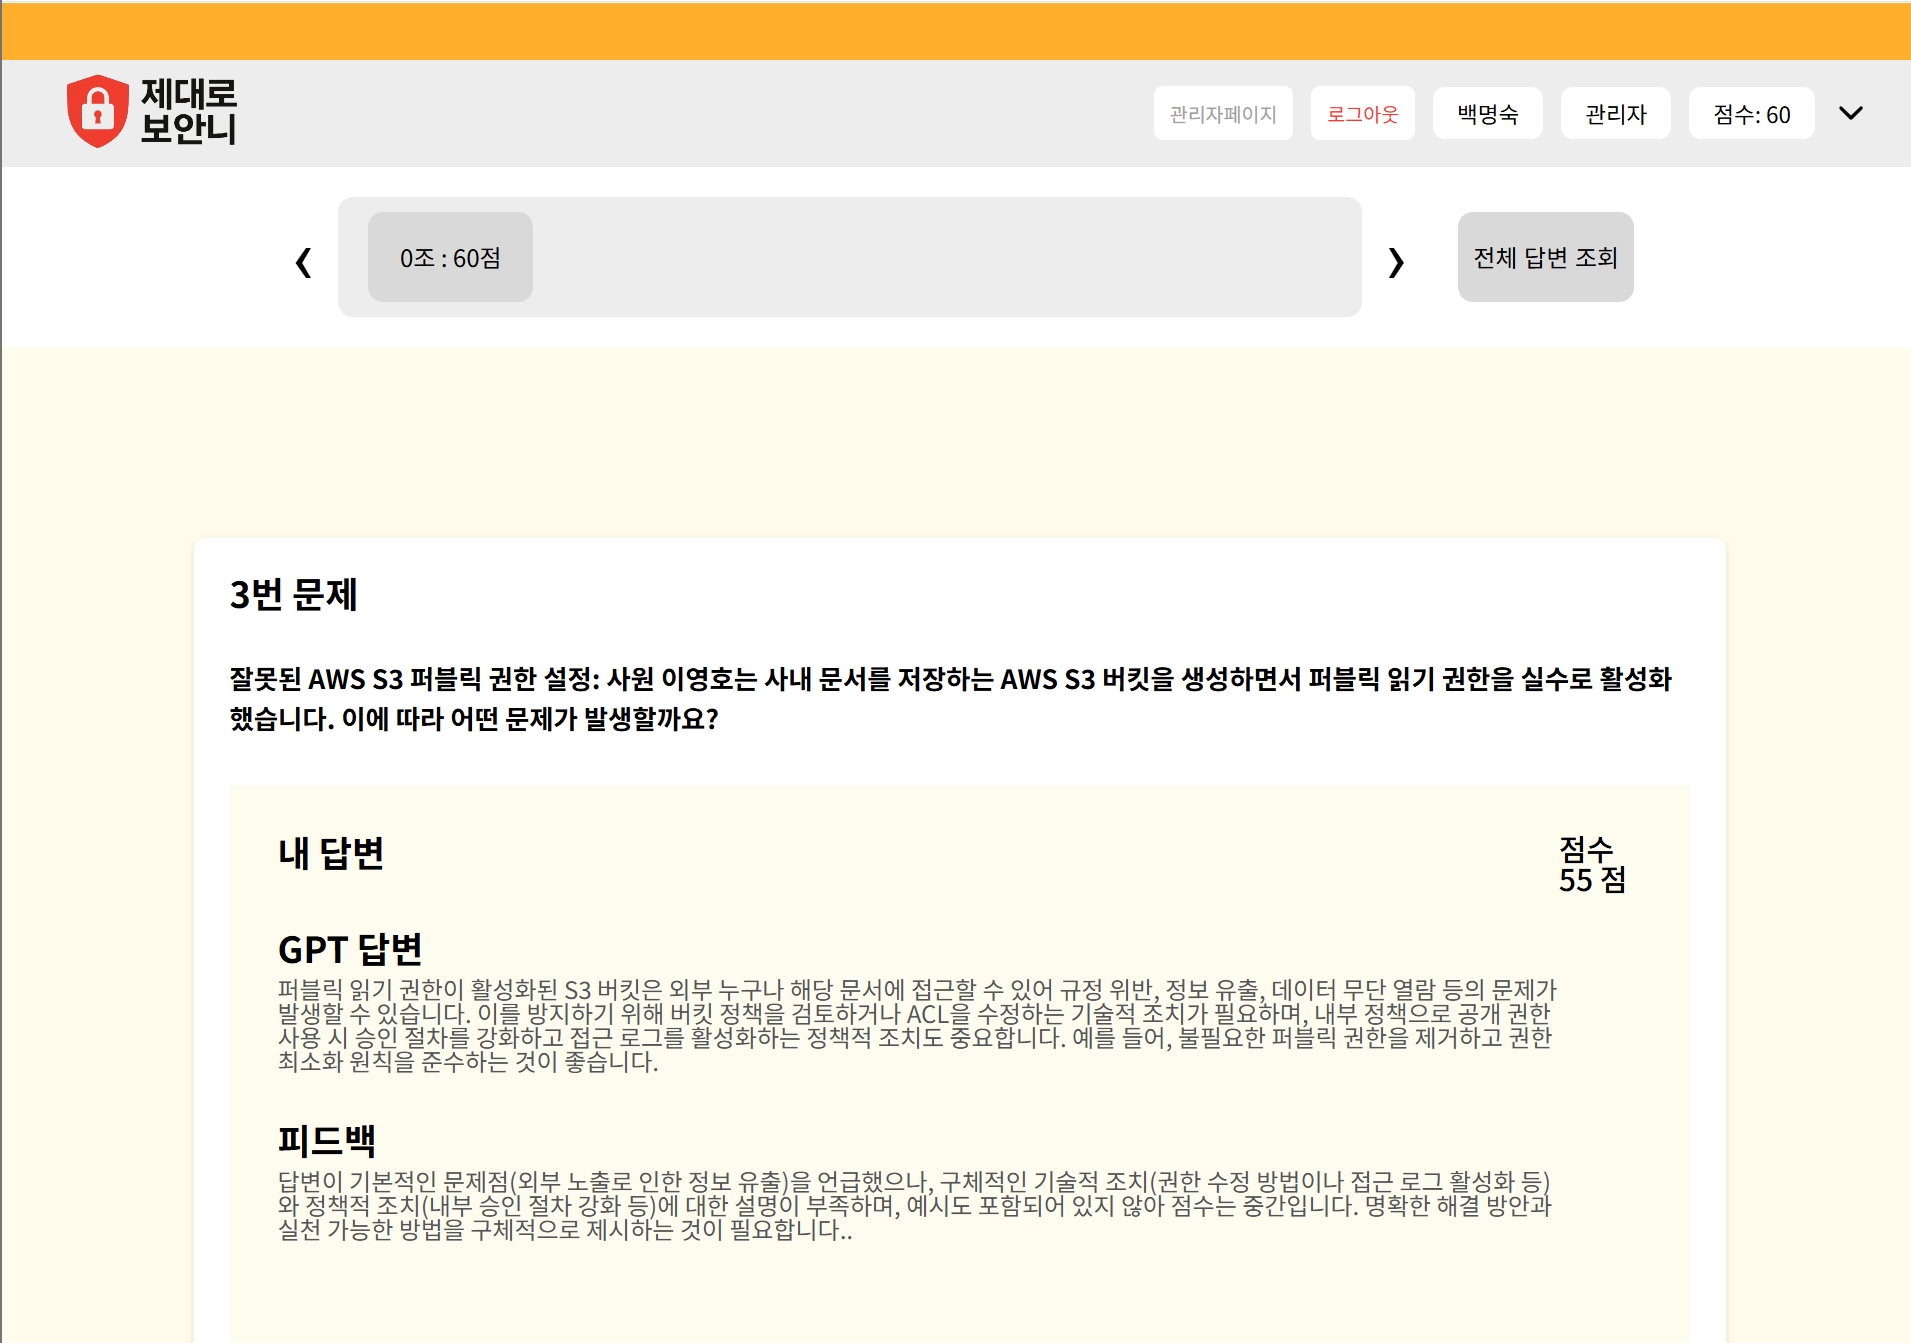 제대로
보안니
관리자페이지 로그아웃 백명숙 관리자 점수: 60
0조 : 60점 전체 답변 조회
3번 문제
잘못된 AWS S3 퍼블릭 권한 설정: 사원 이영호는 사내 문서를 저장하는 AWS S3 버킷을 생성하면서 퍼블릭 읽기 권한을 실수로 활성화
했습니다. 이에 따라 어떤 문제가 발생할까요?
내 답변
점수
55 점
GPT 답변
퍼블릭 읽기 권한이 활성화된 S3 버킷은 외부 누구나 해당 문서에 접근할 수 있어 규정 위반, 정보 유출, 데이터 무단 열람 등의 문제가
발생할 수 있습니다. 이를 방지하기 위해 버킷 정책을 검토하거나 ACL을 수정하는 기술적 조치가 필요하며, 내부 정책으로 공개 권한
사용 시 승인 절차를 강화하고 접근 로그를 활성화하는 정책적 조치도 중요합니다. 예를 들어, 불필요한 퍼블릭 권한을 제거하고 권한
최소화 원칙을 준수하는 것이 좋습니다.
피드백
답변이 기본적인 문제점(외부 노출로 인한 정보 유출)을 언급했으나, 구체적인 기술적 조치(권한 수정 방법이나 접근 로그 활성화 등)
와 정책적 조치(내부 승인 절차 강화 등)에 대한 설명이 부족하며, 예시도 포함되어 있지 않아 점수는 중간입니다. 명확한 해결 방안과
실천 가능한 방법을 구체적으로 제시하는 것이 필요합니다..